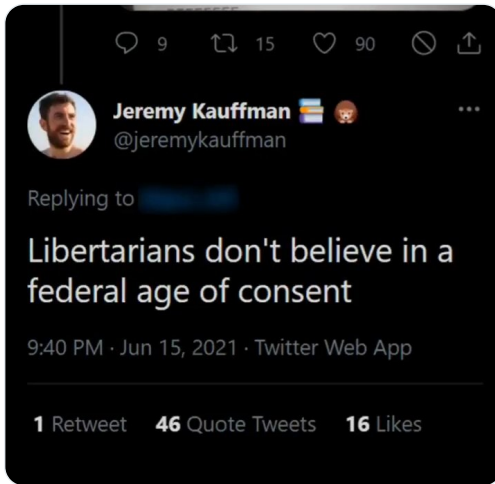 9 15 90
Jeremy Kauffman
@jeremykauffman
Replying to
Libertarians don't believe in a
federal age of consent
9:40 PM · Jun 15, 2021 · Twitter Web App
1 Retweet 46 Quote Tweets 16 Likes